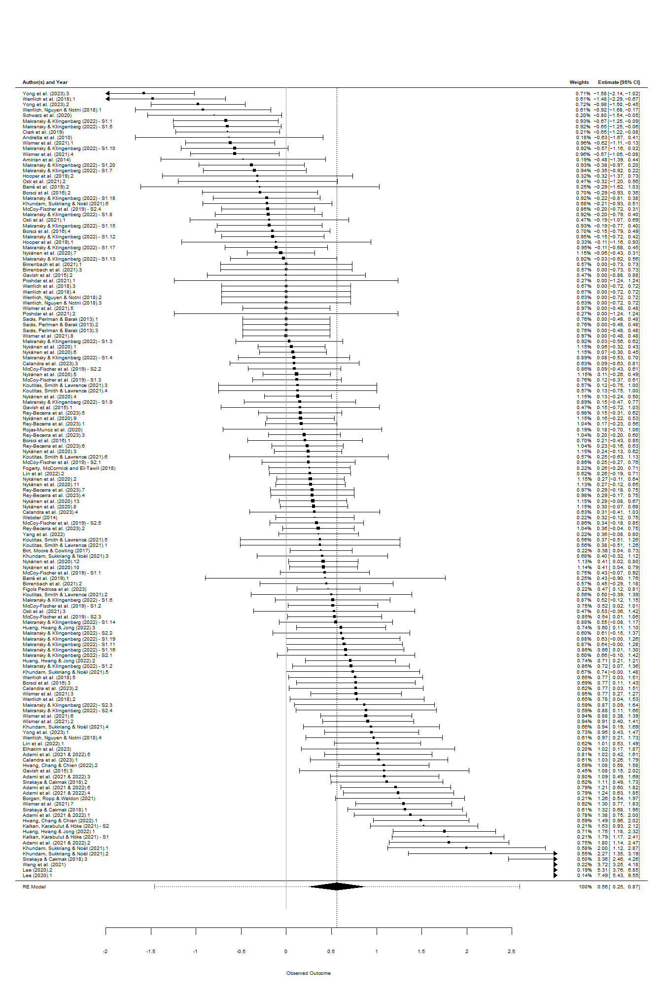 Author(s) and Year Weights Estimate [95% CI]
Yong et al. (2023).3 0.71% −1.58 [−2.14, −1.02]
Werrlich et al. (2018).1 0.61% −1.48 [−2.29, −0.67]
Yong et al. (2023).2 0.72% −0.98 [−1.50, −0.45]
Werrlich, Nguyen & Notni (2018).1 0.61% −0.92 [−1.68, −0.17]
Schwarz et al. (2020) 0.20% −0.80 [−1.54, −0.05]
Makransky & Klingenberg (2022) - S1.1 0.93% −0.67 [−1.25, −0.09]
Makransky & Klingenberg (2022) - S1.5 0.92% −0.65 [−1.25, −0.06]
Clark et al. (2019) 0.21% −0.65 [−1.22, −0.08]
Andretta et al. (2010) 0.18% −0.63 [−1.67, 0.41]
Wismer et al. (2021).1 0.96% −0.62 [−1.11, −0.13]
Makransky & Klingenberg (2022) - S1.10 0.92% −0.57 [−1.16, 0.02]
Wismer et al. (2021).4 0.96% −0.57 [−1.06, −0.08]
Amirian et al. (2014) 0.19% −0.48 [−1.39, 0.44]
Makransky & Klingenberg (2022) - S1.20 0.93% −0.38 [−0.97, 0.20]
Makransky & Klingenberg (2022) - S1.7 0.94% −0.35 [−0.92, 0.22]
Hooper et al. (2019).2 0.32% −0.32 [−1.37, 0.73]
Osti et al. (2021).2 0.47% −0.32 [−1.20, 0.56]
Barré et al. (2019).2 0.25% −0.29 [−1.62, 1.03]
Borsci et al. (2016).2 0.70% −0.29 [−0.93, 0.35]
Makransky & Klingenberg (2022) - S1.18 0.92% −0.22 [−0.81, 0.38]
Khundam, Sukkriang & Noël (2021).6 0.68% −0.21 [−0.93, 0.51]
McCoy-Fischer et al. (2019) - S2.4 0.86% −0.20 [−0.72, 0.31]
Makransky & Klingenberg (2022) - S1.8 0.92% −0.20 [−0.79, 0.40]
Osti et al. (2021).1 0.47% −0.19 [−1.07, 0.69]
Makransky & Klingenberg (2022) - S1.15 0.93% −0.19 [−0.77, 0.40]
Borsci et al. (2016).4 0.70% −0.15 [−0.79, 0.49]
Makransky & Klingenberg (2022) - S1.12 0.95% −0.15 [−0.72, 0.42]
Hooper et al. (2019).1 0.33% −0.11 [−1.16, 0.93]
Makransky & Klingenberg (2022) - S1.17 0.95% −0.11 [−0.68, 0.45]
Nykänen et al. (2020).7 1.15% −0.06 [−0.43, 0.31]
Makransky & Klingenberg (2022) - S1.13 0.92% −0.03 [−0.62, 0.56]
Birrenbach et al. (2021).1 0.57% 0.00 [−0.73, 0.73]
Birrenbach et al. (2021).3 0.57% 0.00 [−0.73, 0.73]
Gavish et al. (2015).2 0.47% 0.00 [−0.88, 0.88]
Poshdar et al. (2021).1 0.27% 0.00 [−1.24, 1.24]
Werrlich et al. (2018).3 0.67% 0.00 [−0.72, 0.72]
Werrlich et al. (2018).4 0.67% 0.00 [−0.72, 0.72]
Werrlich, Nguyen & Notni (2018).2 0.63% 0.00 [−0.72, 0.72]
Werrlich, Nguyen & Notni (2018).3 0.63% 0.00 [−0.72, 0.72]
Wismer et al. (2021).5 0.97% 0.00 [−0.48, 0.48]
Poshdar et al. (2021).2 0.27% 0.00 [−1.24, 1.24]
Sacks, Perlman & Barak (2013).1 0.76% 0.00 [−0.48, 0.48]
Sacks, Perlman & Barak (2013).2 0.76% 0.00 [−0.48, 0.48]
Sacks, Perlman & Barak (2013).3 0.76% 0.00 [−0.48, 0.48]
Wismer et al. (2021).8 0.97% 0.00 [−0.48, 0.48]
Makransky & Klingenberg (2022) - S1.3 0.92% 0.03 [−0.56, 0.62]
Nykänen et al. (2020).1 1.15% 0.06 [−0.32, 0.43]
Nykänen et al. (2020).6 1.15% 0.07 [−0.30, 0.45]
Makransky & Klingenberg (2022) - S1.4 0.89% 0.08 [−0.53, 0.70]
Calandra et al. (2023).3 0.63% 0.09 [−0.63, 0.81]
McCoy-Fischer et al. (2019) - S2.2 0.86% 0.09 [−0.43, 0.61]
Nykänen et al. (2020).5 1.15% 0.11 [−0.26, 0.49]
McCoy-Fischer et al. (2019) - S1.3 0.76% 0.12 [−0.37, 0.61]
Koutitas, Smith & Lawrence (2021).3 0.57% 0.12 [−0.75, 1.00]
Koutitas, Smith & Lawrence (2021).4 0.57% 0.13 [−0.75, 1.00]
Nykänen et al. (2020).4 1.15% 0.13 [−0.24, 0.50]
Makransky & Klingenberg (2022) - S1.9 0.89% 0.15 [−0.47, 0.77]
Gavish et al. (2015).1 0.47% 0.15 [−0.72, 1.03]
Rey-Becerra et al. (2023).5 0.98% 0.15 [−0.31, 0.62]
Nykänen et al. (2020).9 1.15% 0.16 [−0.22, 0.53]
Rey-Becerra et al. (2023).1 1.04% 0.17 [−0.23, 0.56]
Rojas-Munoz et al. (2020) 0.19% 0.18 [−0.70, 1.06]
Rey-Becerra et al. (2023).3 1.04% 0.20 [−0.20, 0.60]
Borsci et al. (2016).1 0.70% 0.21 [−0.43, 0.85]
Rey-Becerra et al. (2023).6 1.04% 0.23 [−0.16, 0.63]
Nykänen et al. (2020).3 1.15% 0.24 [−0.13, 0.62]
Koutitas, Smith & Lawrence (2021).6 0.57% 0.25 [−0.63, 1.13]
McCoy-Fischer et al. (2019) - S2.1 0.86% 0.25 [−0.27, 0.76]
Fogarty, McCormick and El-Tawil (2018) 0.22% 0.26 [−0.20, 0.71]
Lin et al. (2022).2 0.62% 0.26 [−0.19, 0.71]
Nykänen et al. (2020).2 1.15% 0.27 [−0.11, 0.64]
Nykänen et al. (2020).11 1.13% 0.27 [−0.12, 0.65]
Rey-Becerra et al. (2023).7 0.97% 0.29 [−0.18, 0.75]
Rey-Becerra et al. (2023).4 0.98% 0.29 [−0.17, 0.75]
Nykänen et al. (2020).13 1.15% 0.29 [−0.08, 0.67]
Nykänen et al. (2020).8 1.15% 0.30 [−0.07, 0.68]
Calandra et al. (2023).4 0.63% 0.31 [−0.41, 1.03]
Webster (2014) 0.22% 0.32 [−0.12, 0.75]
McCoy-Fischer et al. (2019) - S2.5 0.86% 0.34 [−0.18, 0.85]
Rey-Becerra et al. (2023).2 1.04% 0.36 [−0.04, 0.75]
Yang et al. (2022) 0.22% 0.36 [−0.08, 0.80]
Koutitas, Smith & Lawrence (2021).5 0.56% 0.37 [−0.51, 1.26]
Koutitas, Smith & Lawrence (2021).1 0.56% 0.38 [−0.51, 1.26]
Birt, Moore & Cowling (2017) 0.22% 0.38 [ 0.04, 0.73]
Khundam, Sukkriang & Noël (2021).3 0.68% 0.40 [−0.32, 1.12]
Nykänen et al. (2020).12 1.13% 0.41 [ 0.02, 0.80]
Nykänen et al. (2020).10 1.14% 0.41 [ 0.04, 0.79]
McCoy-Fischer et al. (2019) - S1.1 0.75% 0.43 [−0.07, 0.92]
Barré et al. (2019).1 0.25% 0.43 [−0.90, 1.76]
Birrenbach et al. (2021).2 0.57% 0.45 [−0.29, 1.18]
Figols Pedrosa et al. (2023) 0.22% 0.47 [ 0.12, 0.81]
Koutitas, Smith & Lawrence (2021).2 0.56% 0.50 [−0.39, 1.39]
Makransky & Klingenberg (2022) - S1.6 0.87% 0.52 [−0.12, 1.15]
McCoy-Fischer et al. (2019) - S1.2 0.75% 0.52 [ 0.02, 1.01]
Osti et al. (2021).3 0.47% 0.53 [−0.36, 1.42]
McCoy-Fischer et al. (2019) - S2.3 0.85% 0.54 [ 0.01, 1.06]
Makransky & Klingenberg (2022) - S1.14 0.88% 0.55 [−0.08, 1.17]
Huang, Hwang & Jong (2022).3 0.74% 0.60 [ 0.11, 1.10]
Makransky & Klingenberg (2022) - S2.2 0.60% 0.61 [−0.15, 1.37]
Makransky & Klingenberg (2022) - S1.19 0.88% 0.63 [−0.00, 1.26]
Makransky & Klingenberg (2022) - S1.11 0.87% 0.64 [−0.00, 1.28]
Makransky & Klingenberg (2022) - S1.16 0.86% 0.66 [ 0.01, 1.30]
Makransky & Klingenberg (2022) - S2.1 0.60% 0.66 [−0.10, 1.42]
Huang, Hwang & Jong (2022).2 0.74% 0.71 [ 0.21, 1.21]
Makransky & Klingenberg (2022) - S1.2 0.86% 0.72 [ 0.07, 1.36]
Khundam, Sukkriang & Noël (2021).5 0.67% 0.74 [−0.00, 1.48]
Werrlich et al. (2018).5 0.65% 0.77 [ 0.03, 1.51]
Borsci et al. (2016).3 0.69% 0.77 [ 0.11, 1.43]
Calandra et al. (2023).2 0.62% 0.77 [ 0.03, 1.51]
Wismer et al. (2021).3 0.95% 0.77 [ 0.27, 1.27]
Werrlich et al. (2018).2 0.65% 0.78 [ 0.04, 1.53]
Makransky & Klingenberg (2022) - S2.3 0.59% 0.87 [ 0.09, 1.64]
Makransky & Klingenberg (2022) - S2.4 0.59% 0.88 [ 0.11, 1.66]
Wismer et al. (2021).6 0.94% 0.88 [ 0.38, 1.39]
Wismer et al. (2021).2 0.94% 0.91 [ 0.40, 1.41]
Khundam, Sukkriang & Noël (2021).4 0.66% 0.94 [ 0.19, 1.69]
Yong et al. (2023).1 0.73% 0.95 [ 0.43, 1.47]
Werrlich, Nguyen & Notni (2018).4 0.61% 0.97 [ 0.21, 1.73]
Lin et al. (2022).1 0.62% 1.01 [ 0.53, 1.49]
Elhakim et al. (2023) 0.20% 1.02 [ 0.17, 1.87]
Adami et al. (2021 & 2022).5 0.81% 1.02 [ 0.42, 1.61]
Calandra et al. (2023).1 0.61% 1.03 [ 0.26, 1.79]
Hwang, Chang & Chien (2022).2 0.59% 1.08 [ 0.58, 1.58]
Gavish et al. (2015).3 0.45% 1.08 [ 0.15, 2.02]
Adami et al. (2021 & 2022).3 0.80% 1.09 [ 0.49, 1.69]
Sirakaya & Cakmak (2018).2 0.62% 1.11 [ 0.49, 1.73]
Adami et al. (2021 & 2022).6 0.79% 1.21 [ 0.60, 1.82]
Adami et al. (2021 & 2022).4 0.79% 1.24 [ 0.63, 1.85]
Borgen, Ropp & Weldon (2021) 0.21% 1.26 [ 0.54, 1.97]
Wismer et al. (2021).7 0.92% 1.30 [ 0.77, 1.83]
Sirakaya & Cakmak (2018).1 0.61% 1.32 [ 0.68, 1.95]
Adami et al. (2021 & 2022).1 0.78% 1.38 [ 0.75, 2.00]
Hwang, Chang & Chien (2022).1 0.59% 1.49 [ 0.96, 2.02]
Kalkan, Karabulut & Höke (2021) - S2 0.21% 1.53 [ 0.93, 2.12]
Huang, Hwang & Jong (2022).1 0.71% 1.75 [ 1.18, 2.32]
Kalkan, Karabulut & Höke (2021) - S1 0.21% 1.79 [ 1.17, 2.41]
Adami et al. (2021 & 2022).2 0.75% 1.80 [ 1.14, 2.47]
Khundam, Sukkriang & Noël (2021).1 0.58% 2.00 [ 1.12, 2.87]
Khundam, Sukkriang & Noël (2021).2 0.55% 2.27 [ 1.35, 3.19]
Sirakaya & Cakmak (2018).3 0.50% 3.36 [ 2.46, 4.26]
Weng et al. (2021) 0.22% 3.72 [ 3.25, 4.18]
Lee (2020).2 0.19% 5.31 [ 3.76, 6.85]
Lee (2020).1 0.14% 7.49 [ 5.43, 9.55]
RE Model 100% 0.56 [ 0.25, 0.87]
-2 -1.5 -1 -0.5 0 0.5 1 1.5 2 2.5
Observed Outcome